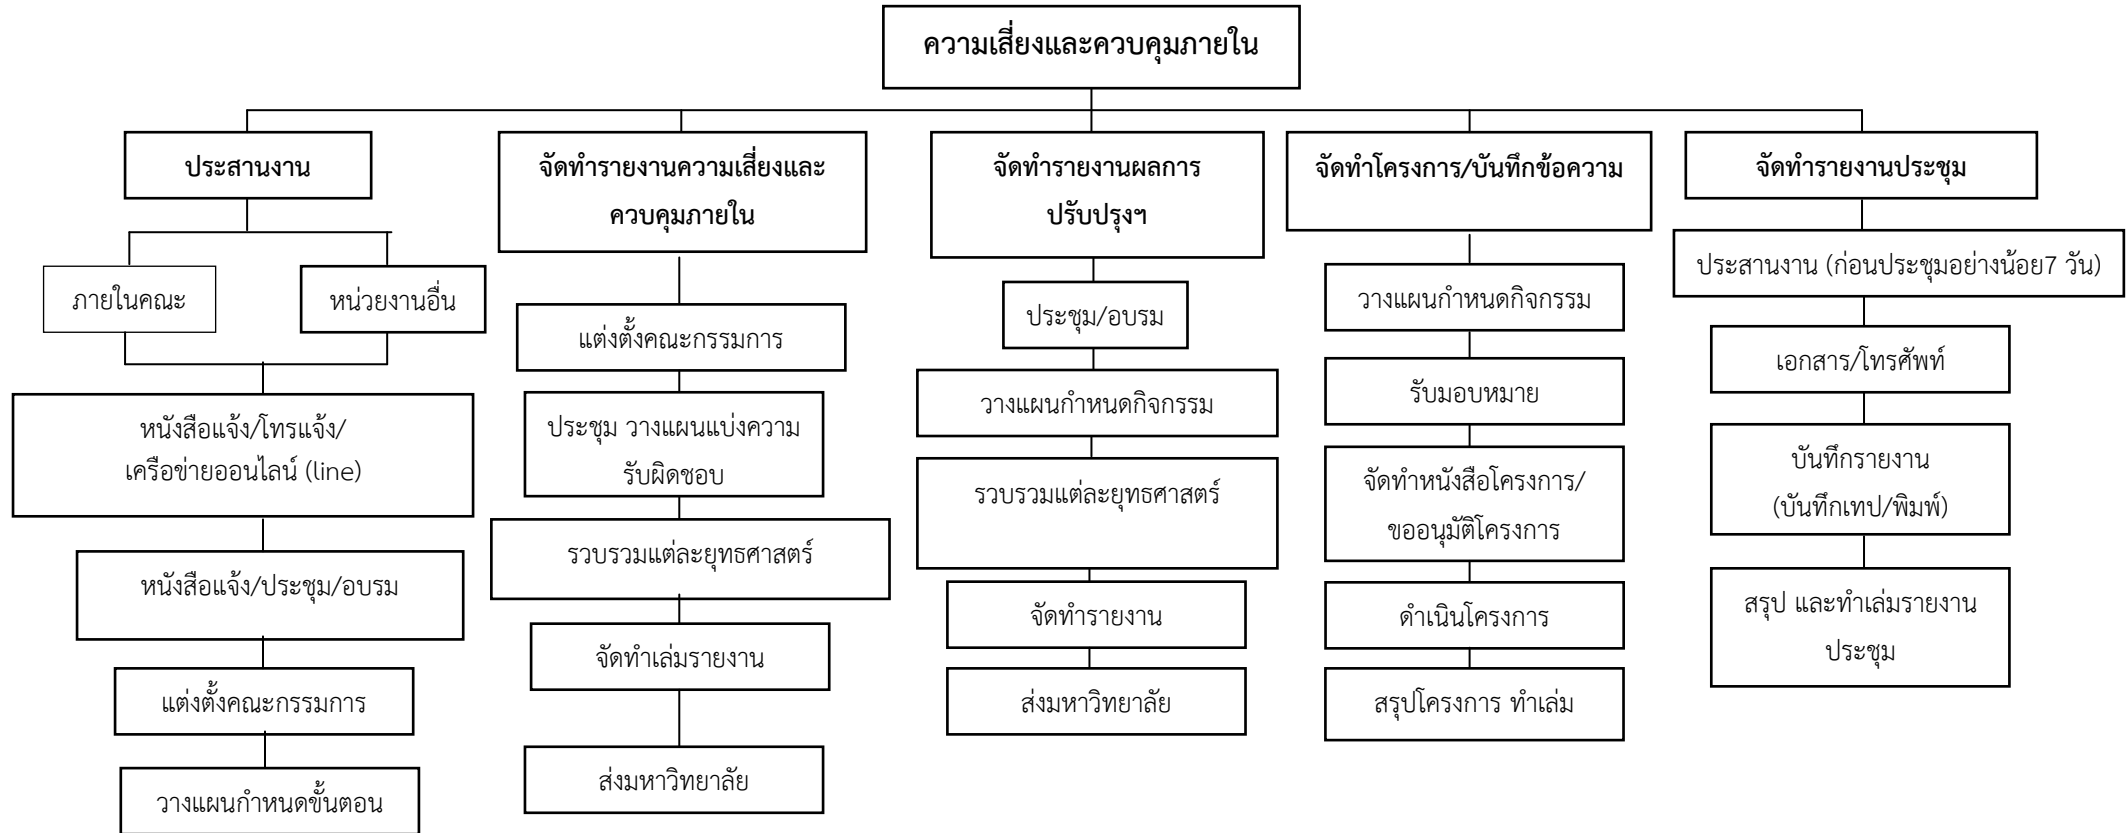 ความเสี่ยงและควบคุมภายใน
ประสานงาน
ภายในคณะ
หน่วยงานอื่น
หนังสือแจ้ง/โทรแจ้ง/
เครือข่ายออนไลน์ (line)
หนังสือแจ้ง/ประชุม/อบรม
แต่งตั้งคณะกรรมการ
วางแผนกำหนดขั้นตอน
จัดทำรายงานความเสี่ยงและ
ควบคุมภายใน
แต่งตั้งคณะกรรมการ
ประชุม วางแผนแบ่งความ
รับผิดชอบ
รวบรวมแต่ละยุทธศาสตร์
จัดทำเล่มรายงาน
ส่งมหาวิทยาลัย
จัดทำรายงานผลการ
ปรับปรุงฯ
ประชุม/อบรม
วางแผนกำหนดกิจกรรม
รวบรวมแต่ละยุทธศาสตร์
จัดทำรายงาน
ส่งมหาวิทยาลัย
จัดทำโครงการ/บันทึกข้อความ
วางแผนกำหนดกิจกรรม
รับมอบหมาย
จัดทำหนังสือโครงการ/
ขออนุมัติโครงการ
ดำเนินโครงการ
สรุปโครงการ ทำเล่ม
จัดทำรายงานประชุม
ประสานงาน (ก่อนประชุมอย่างน้อย7 วัน)
เอกสาร/โทรศัพท์
บันทึกรายงาน
(บันทึกเทป/พิมพ์)
สรุป และทำเล่มรายงาน
ประชุม